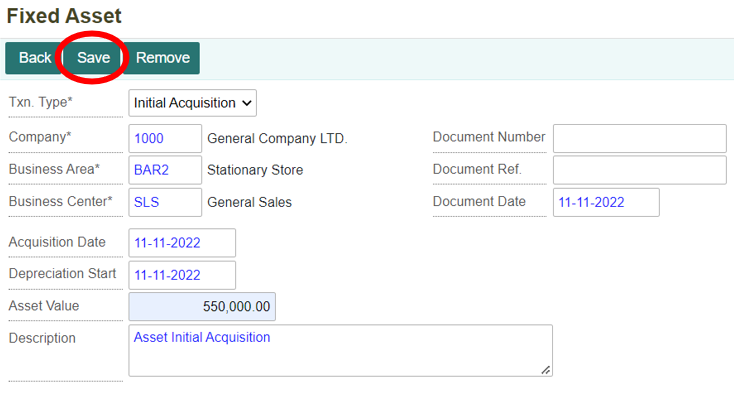 Fixed Asset
Back Save Remove
Txn. Type* Initial Acquisition
Company* 1000 General Company LTD. Document Number
Business Area* BAR2 Stationary Store Document Ref.
Business Center* SLS General Sales Document Date 11-11-2022
Acquisition Date 11-11-2022
Depreciation Start 11-11-2022
Asset Value 550,000.00
Description Asset Initial Acquisition